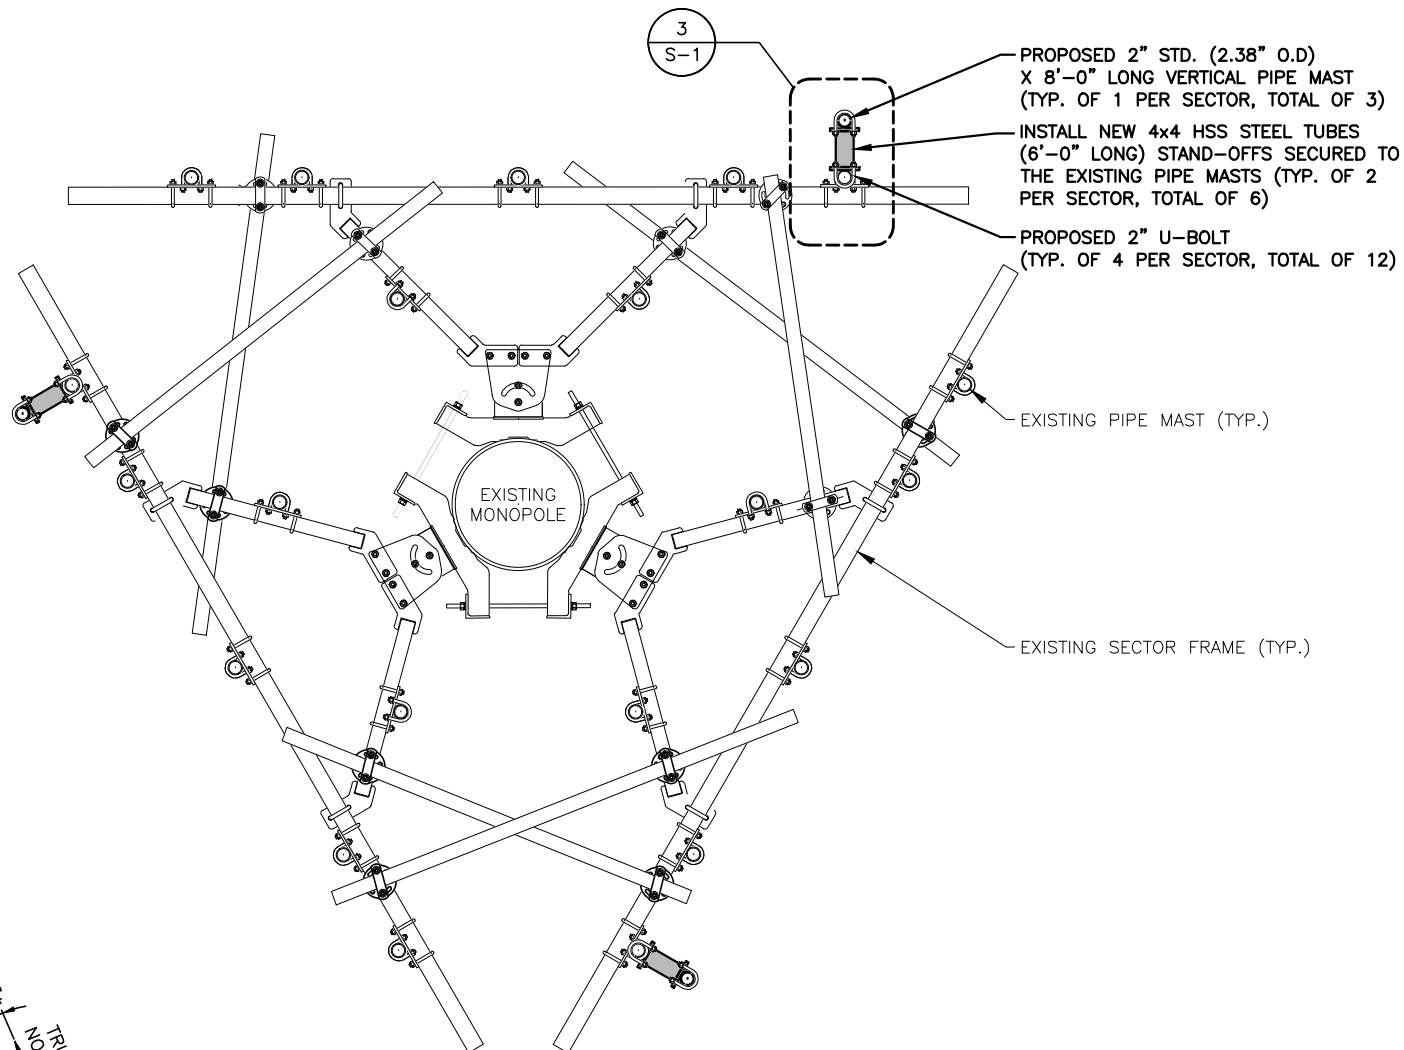 3
S-1
PROPOSED 2" STD. (2.38" O.D)
X 8'-0" LONG VERTICAL PIPE MAST
(TYP. OF 1 PER SECTOR, TOTAL OF 3)
INSTALL NEW 4x4 HSS STEEL TUBES
(6'-0" LONG) STAND-OFFS SECURED TO
THE EXISTING PIPE MASTS (TYP. OF 2
PER SECTOR, TOTAL OF 6)
PROPOSED 2" U-BOLT
(TYP. OF 4 PER SECTOR, TOTAL OF 12)
EXISTING PIPE MAST (TYP.)
EXISTING
MONOPOLE
EXISTING SECTOR FRAME (TYP.)